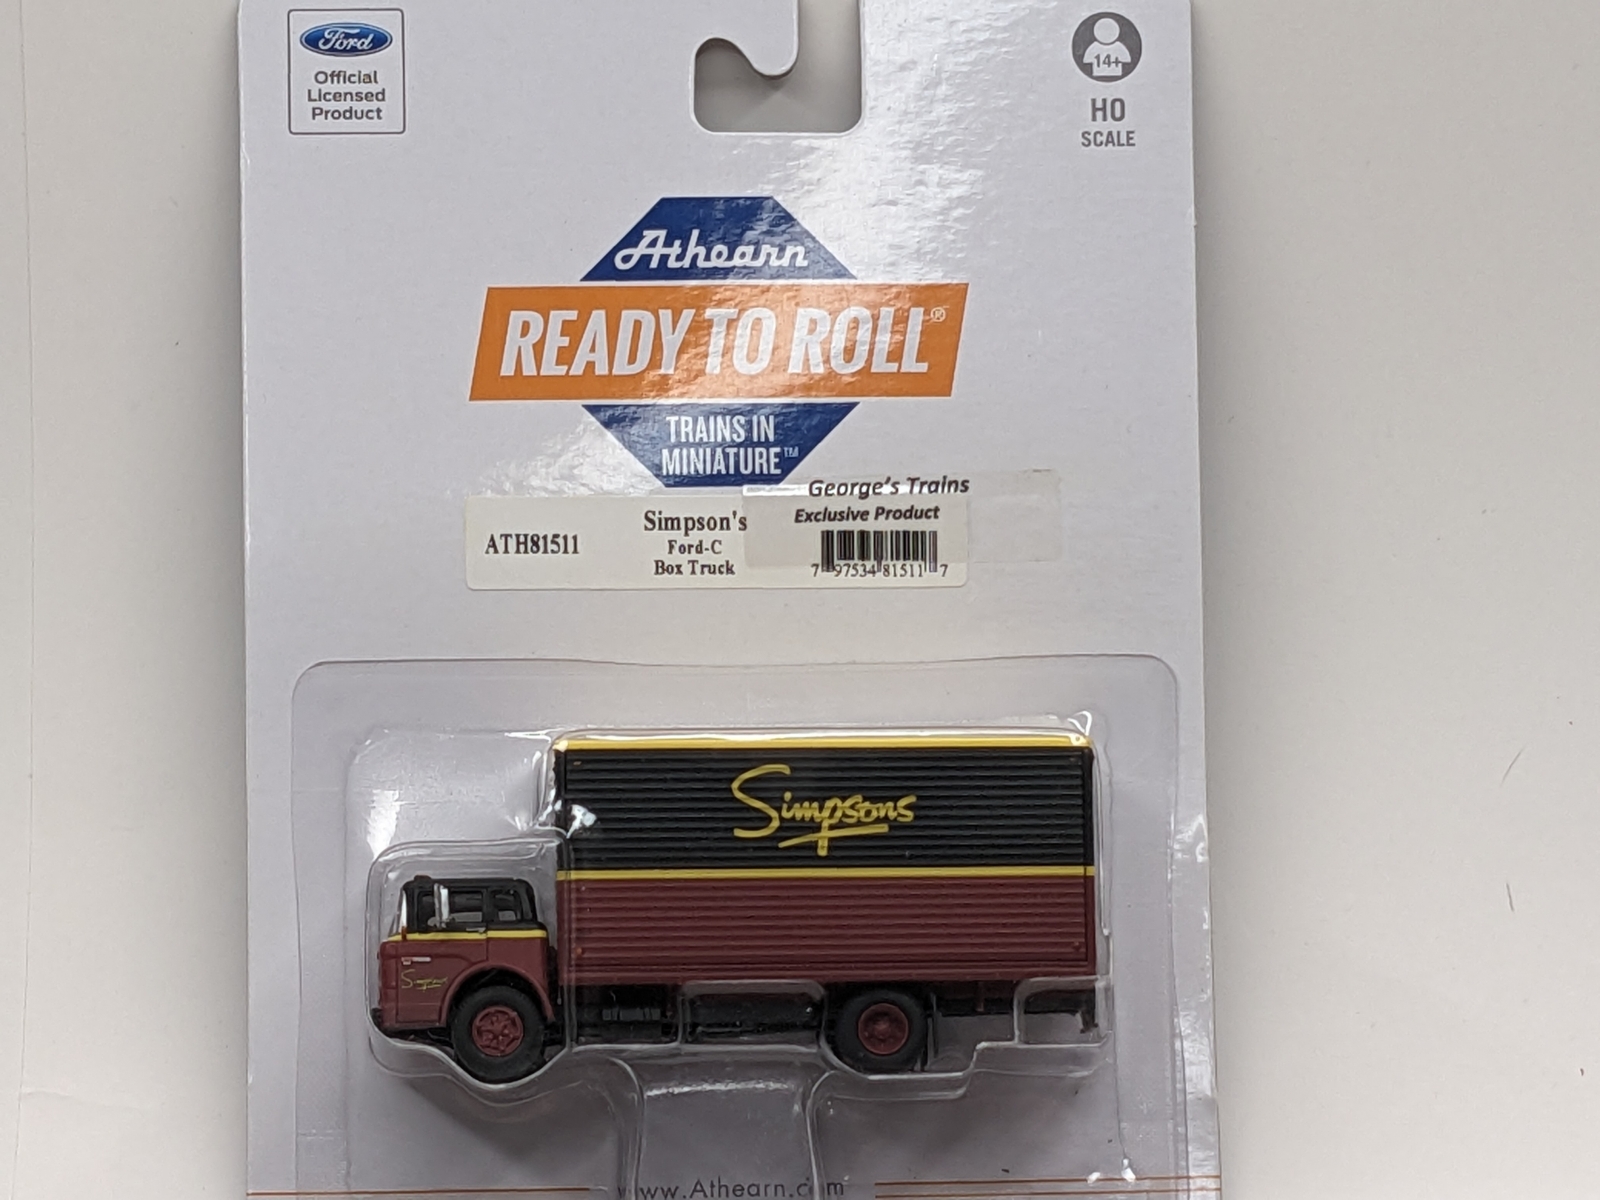 Ford
Official
Licensed
Product
14+
HO
SCALE
Athearn
READY TO ROLL®
TRAINS IN
MINIATURE™
George's Trains
Exclusive Product
ATH81511
Simpson's
Ford-C
Box Truck
7 97534 81511 7
Simpsons
Simpsons
www.Athearn.com